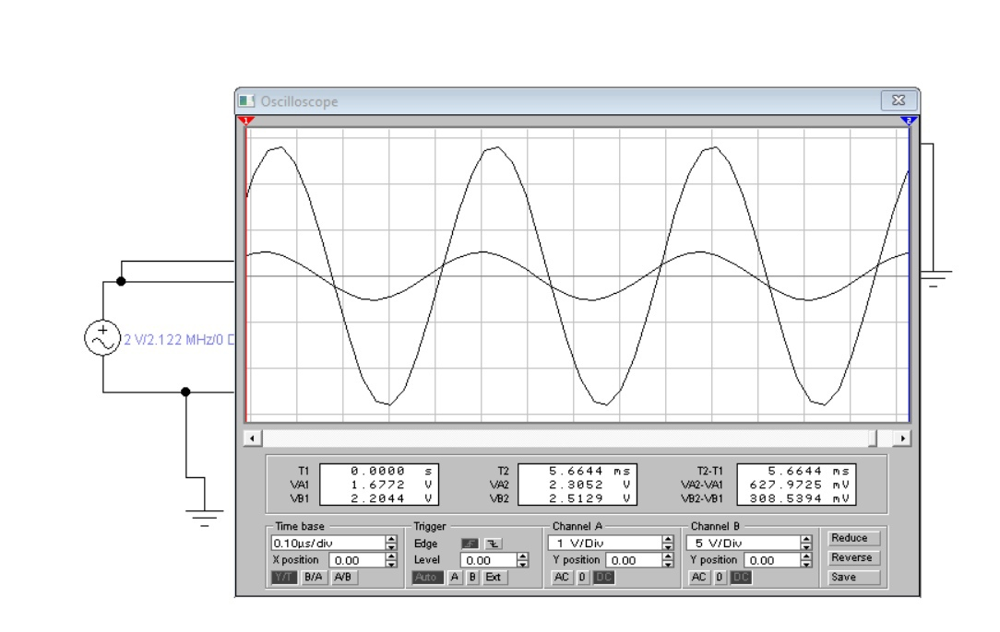 Oscilloscope
1 2
2 V/2.122 MHz/0 D
T1 0.0000 s T2 5.6644 ms T2-T1 5.6644 ms
VA1 1.6772 V VA2 2.3052 V VA2-VA1 627.9725 mV
VB1 2.2044 V VB2 2.5129 V VB2-VB1 308.5394 mV
Time base Trigger Channel A Channel B
0.10µs/div Edge 1 V/Div 5 V/Div Reduce
X position 0.00 Level 0.00 Y position 0.00 Y position 0.00 Reverse
Y/T B/A A/B Auto A B Ext AC 0 DC AC 0 DC Save